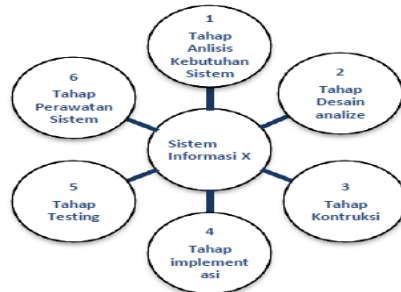 1
Tahap
Anlisis
Kebutuhan
Sistem
2
Tahap
Desain
analize
3
Tahap
Kontruksi
4
Tahap
implement
asi
5
Tahap
Testing
6
Tahap
Perawatan
Sistem
Sistem
Informasi X